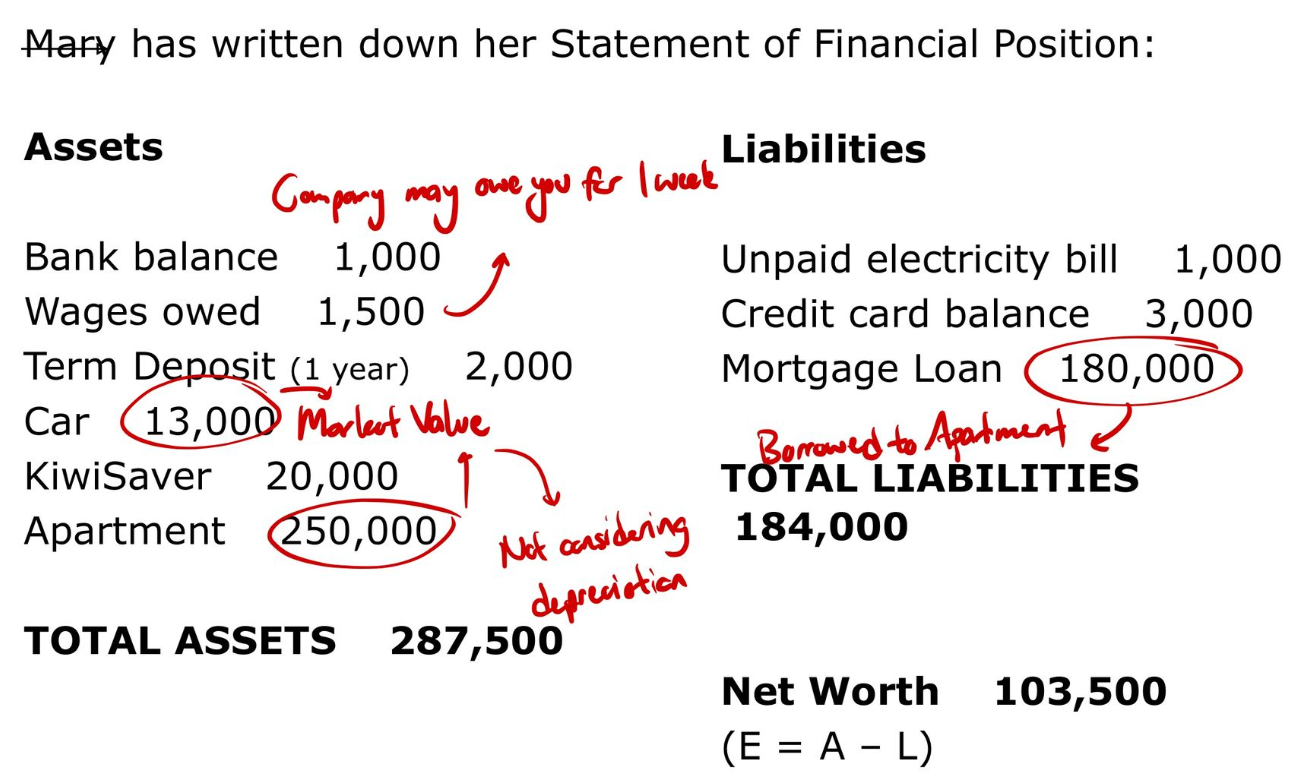 Mary has written down her Statement of Financial Position:
Assets
Company may owe you for 1 week
Bank balance 1,000
Wages owed 1,500
Term Deposit (1 year) 2,000
Car 13,000 Market Value
KiwiSaver 20,000
Apartment 250,000
Not considering
depreciation
TOTAL ASSETS 287,500
Liabilities
Unpaid electricity bill 1,000
Credit card balance 3,000
Mortgage Loan 180,000
Borrowed to Apartment
TOTAL LIABILITIES
184,000
Net Worth 103,500
(E = A – L)